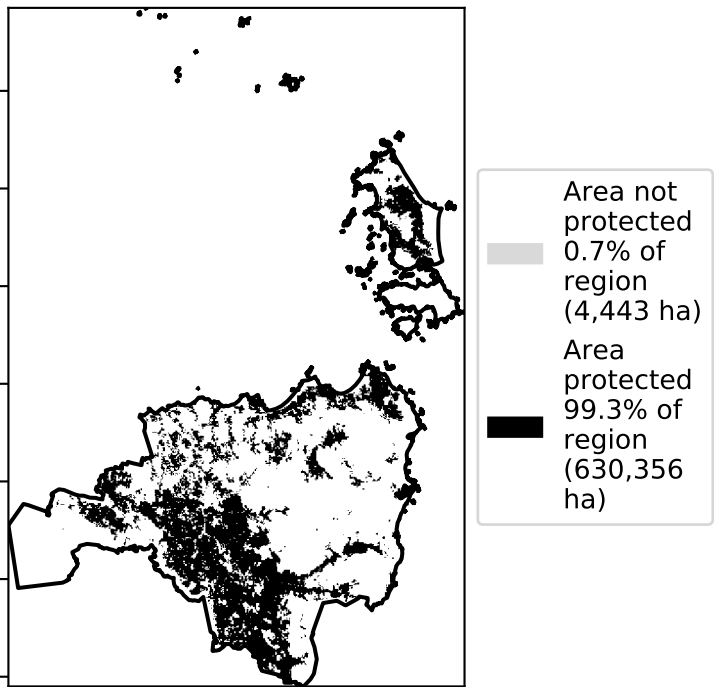 Area not
protected
0.7% of
region
(4,443 ha)
Area
protected
99.3% of
region
(630,356
ha)